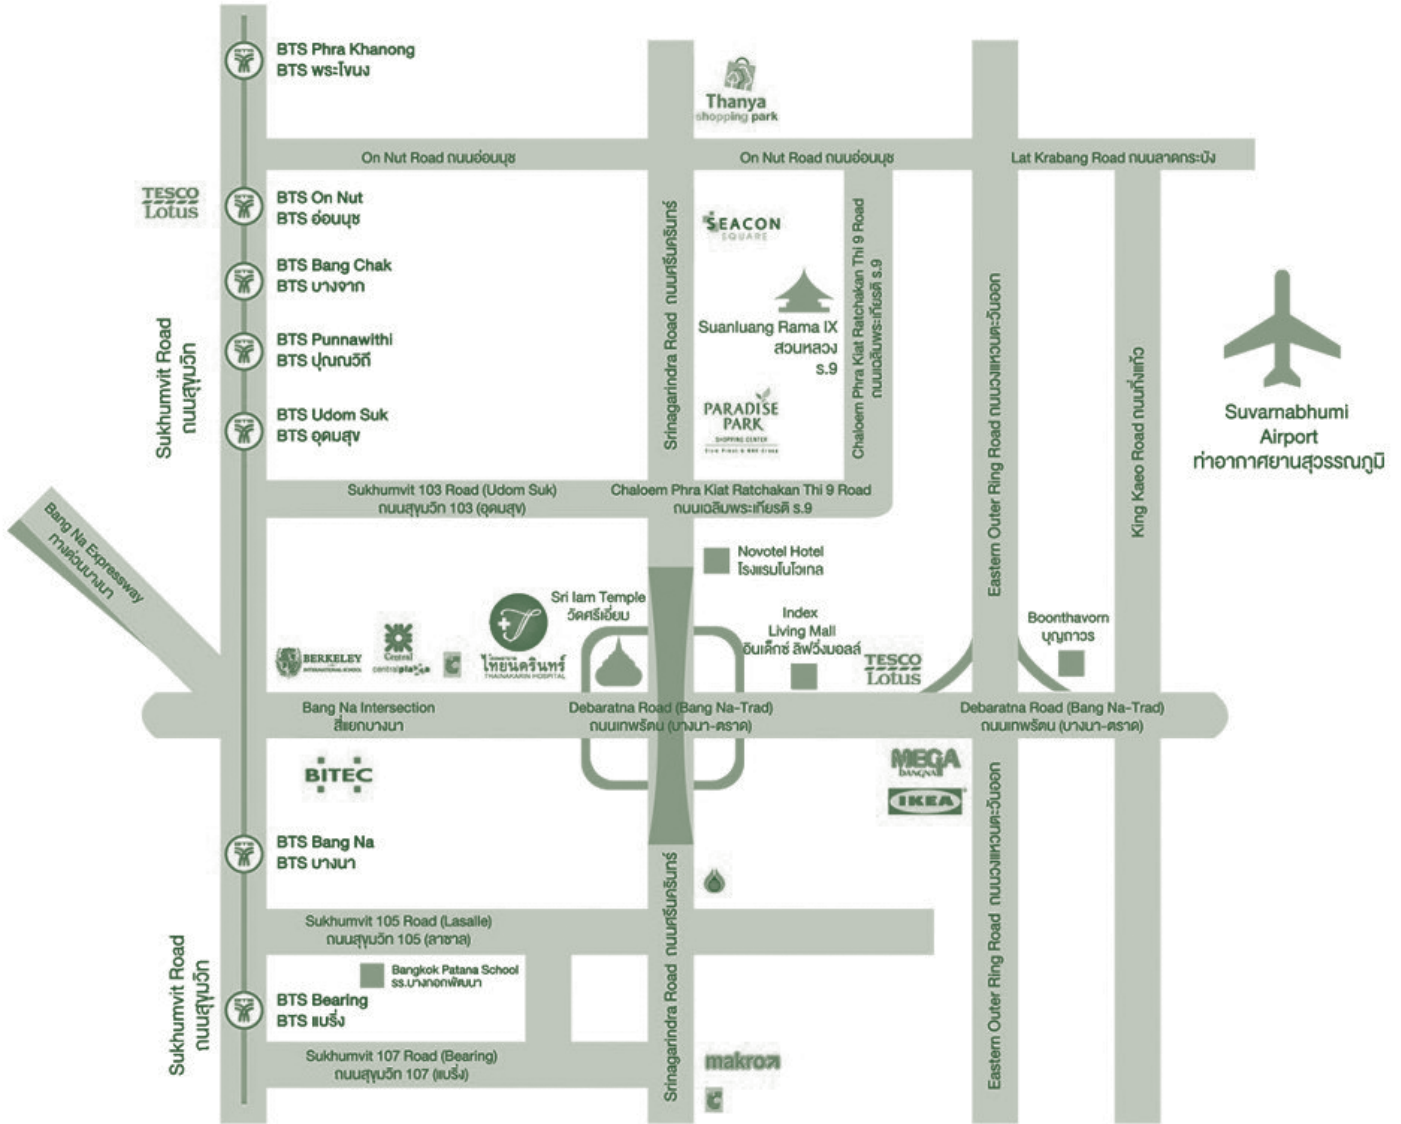 BTS Phra Khanong
BTS พระโขนง
Thanya
shopping park
On Nut Road ถนนอ่อนนุช
On Nut Road ถนนอ่อนนุช
Lat Krabang Road ถนนลาดกระบัง
TESCO
Lotus
BTS On Nut
BTS อ่อนนุช
SEACON
SQUARE
BTS Bang Chak
BTS บางจาก
Suanluang Rama IX
สวนหลวง
ร.9
BTS Punnawithi
BTS ปุณณวิถี
Sukhumvit Road
ถนนสุขุมวิท
BTS Udom Suk
BTS อุดมสุข
Srinagarindra Road ถนนศรีนครินทร์
PARADISE
PARK
SHOPPING CENTER
Chaloem Phra Kiat Ratchakan Thi 9 Road
ถนนเฉลิมพระเกียรติ ร.9
Eastern Outer Ring Road ถนนวงแหวนตะวันออก
King Kaeo Road ถนนกิ่งแก้ว
Suvarnabhumi
Airport
ท่าอากาศยานสุวรรณภูมิ
Sukhumvit 103 Road (Udom Suk)
ถนนสุขุมวิท 103 (อุดมสุข)
Chaloem Phra Kiat Ratchakan Thi 9 Road
ถนนเฉลิมพระเกียรติ ร.9
Bang Na Expressway
ทางด่วนบางนา
Novotel Hotel
โรงแรมโนโวเทล
Sri Iam Temple
วัดศรีเอี่ยม
Index
Living Mall
อินเด็กซ์ ลิฟวิ่งมอลล์
Boonthavorn
บุญถาวร
BERKELEY
INTERNATIONAL SCHOOL
Central
centralplaza
ไทยนครินทร์
THAINAKARIN HOSPITAL
TESCO
Lotus
Bang Na Intersection
สี่แยกบางนา
Debaratna Road (Bang Na-Trad)
ถนนเทพรัตน (บางนา-ตราด)
Debaratna Road (Bang Na-Trad)
ถนนเทพรัตน (บางนา-ตราด)
BITEC
MEGA
BANGNA
IKEA
BTS Bang Na
BTS บางนา
Srinagarindra Road ถนนศรีนครินทร์
Eastern Outer Ring Road ถนนวงแหวนตะวันออก
Sukhumvit 105 Road (Lasalle)
ถนนสุขุมวิท 105 (ลาซาล)
Bangkok Patana School
รร.บางกอกพัฒนา
Sukhumvit Road
ถนนสุขุมวิท
BTS Bearing
BTS แบริ่ง
Sukhumvit 107 Road (Bearing)
ถนนสุขุมวิท 107 (แบริ่ง)
makro